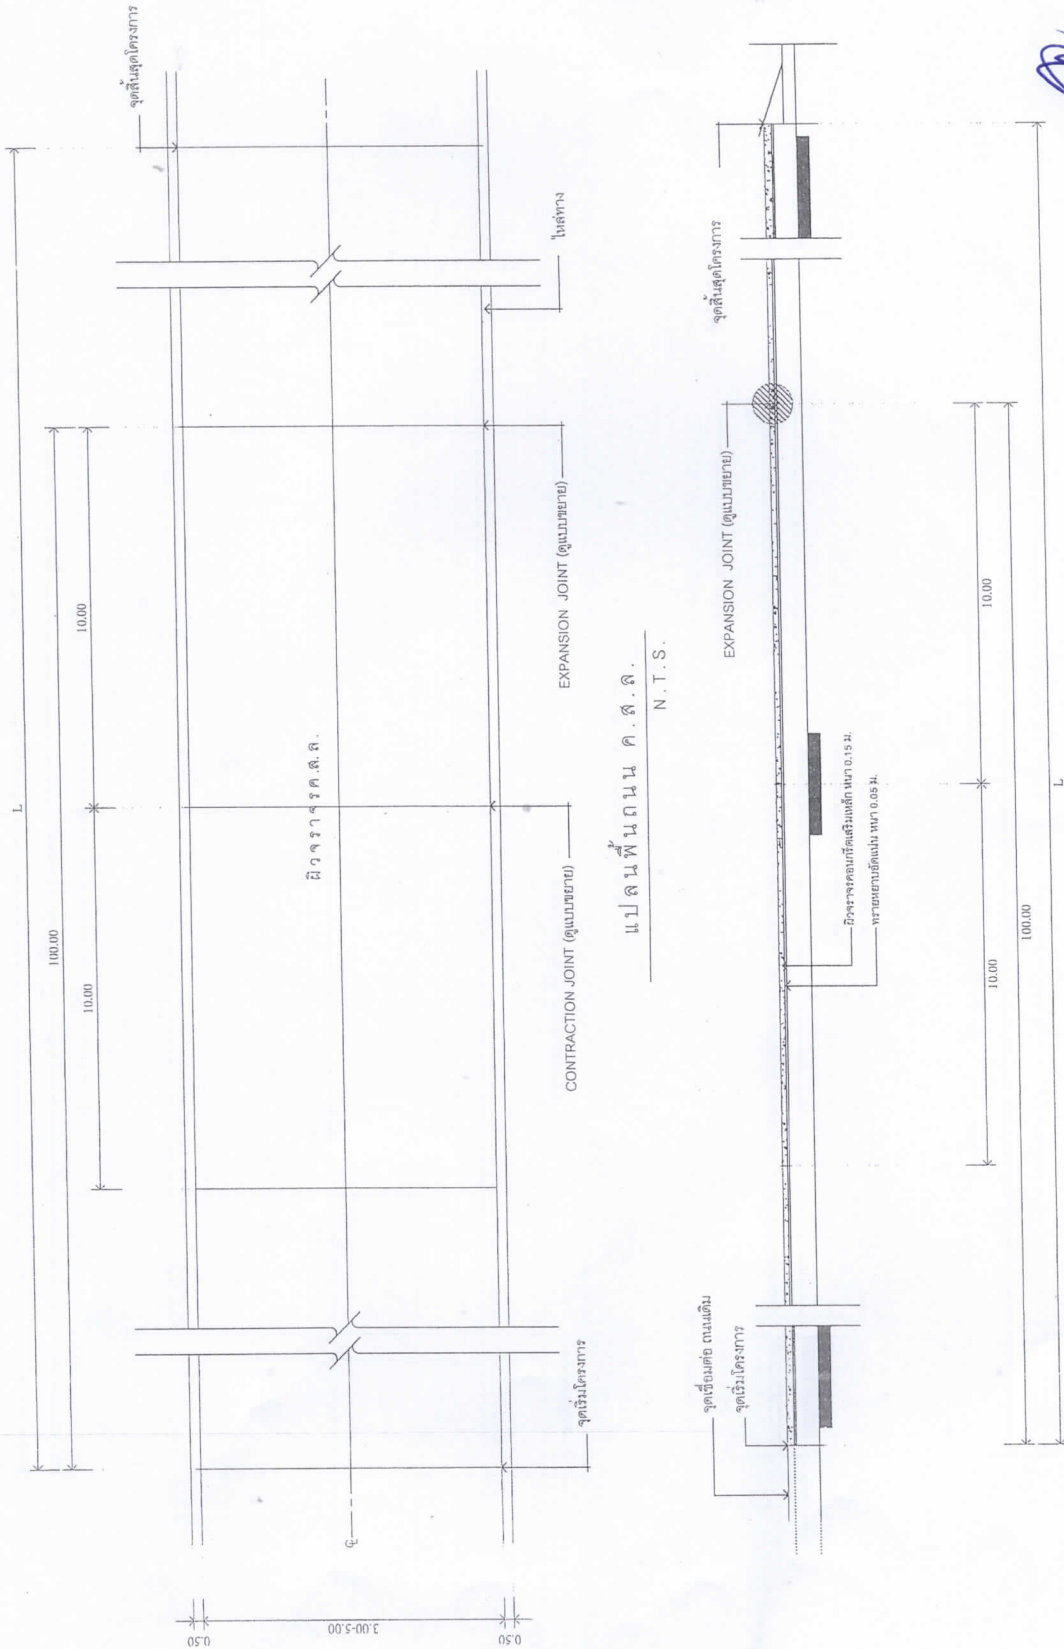 L
100.00
10.00
10.00
จุดสิ้นสุดโครงการ
0.50
3.00-5.00
0.50
ผิวจราจรค.ส.ล.
จุดเริ่มโครงการ
CONTRACTION JOINT (ดูแบบขยาย)
EXPANSION JOINT (ดูแบบขยาย)
ไหล่ทาง
แปลนพื้นถนน ค.ส.ล.
N.T.S.
จุดเชื่อมต่อ ถนนเดิม
จุดเริ่มโครงการ
EXPANSION JOINT (ดูแบบขยาย)
จุดสิ้นสุดโครงการ
ผิวจราจรคอนกรีตเสริมเหล็ก หนา 0.15 ม.
ทรายหยาบอัดแน่น หนา 0.05 ม.
10.00
10.00
100.00
L